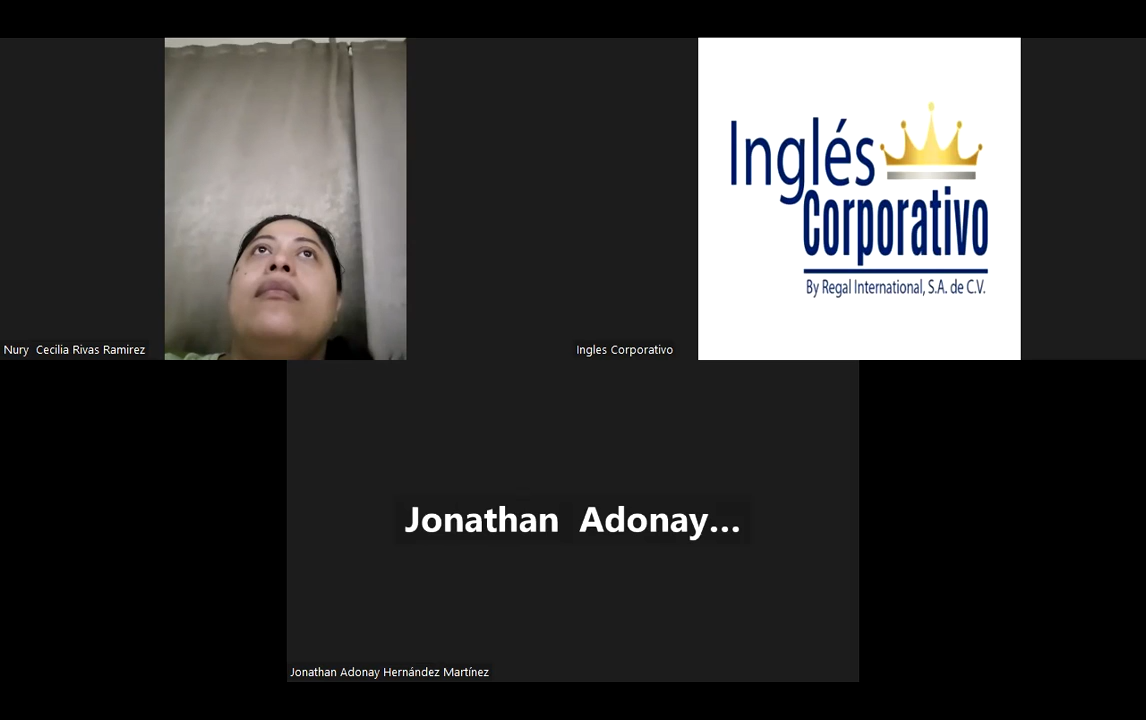 Inglés
Corporativo
By Regal International, S.A. de C.V.
Nury  Cecilia Rivas Ramirez
Ingles Corporativo
Jonathan  Adonay...
Jonathan Adonay Hernández Martínez